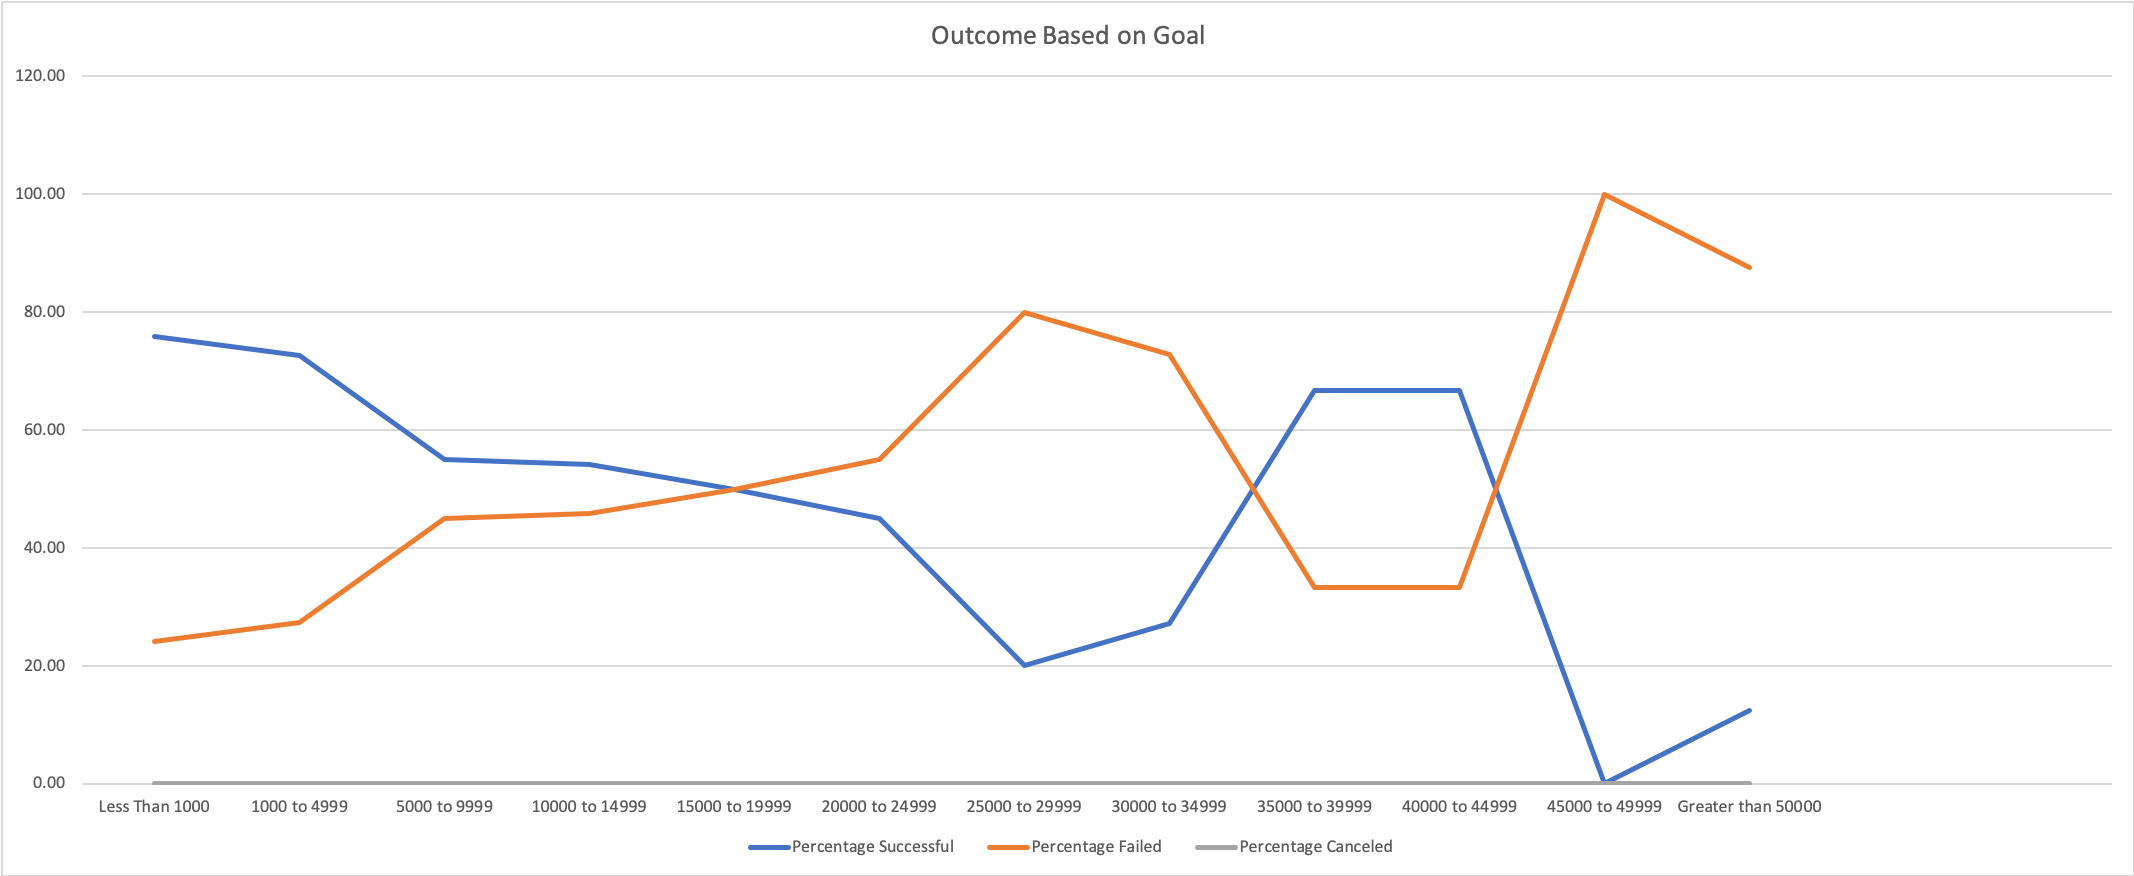 Outcome Based on Goal
120.00
100.00
80.00
60.00
40.00
20.00
0.00
Less Than 1000 1000 to 4999 5000 to 9999 10000 to 14999 15000 to 19999 20000 to 24999 25000 to 29999 30000 to 34999 35000 to 39999 40000 to 44999 45000 to 49999 Greater than 50000
Percentage Successful Percentage Failed Percentage Canceled